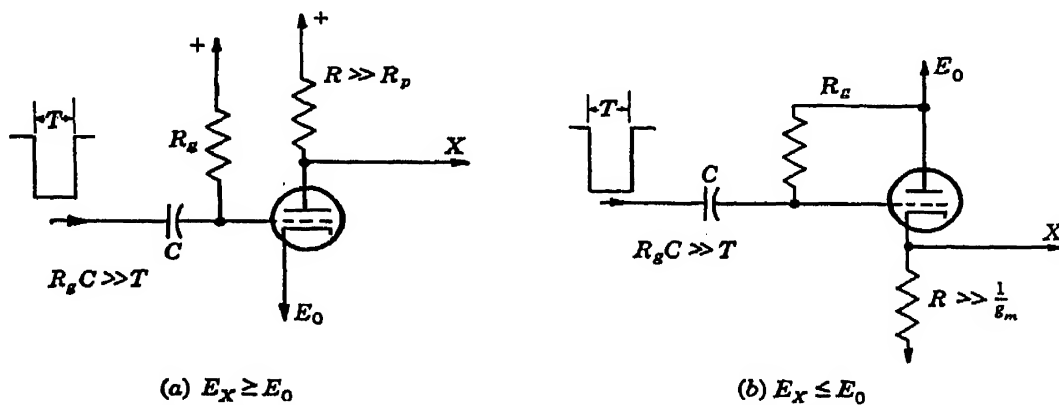 +
+
R ≫ R_p
T
R_g
X
C
R_gC ≫ T
E_0
(a) E_X ≥ E_0
E_0
T
R_g
C
X
R_gC ≫ T
R ≫ 1/g_m
(b) E_X ≤ E_0